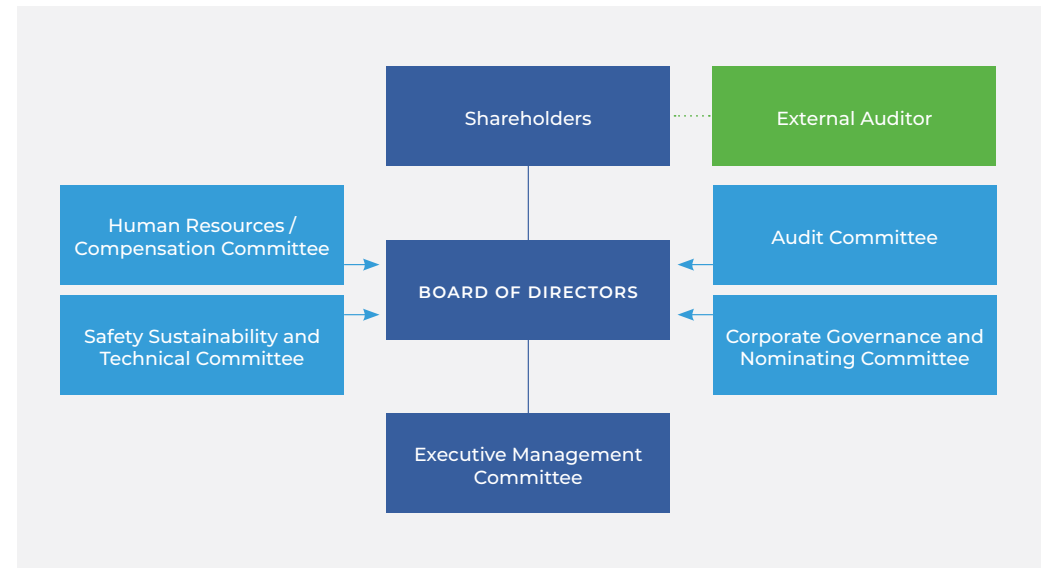 Shareholders
External Auditor
Human Resources /
Compensation Committee
Audit Committee
BOARD OF DIRECTORS
Safety Sustainability and
Technical Committee
Corporate Governance and
Nominating Committee
Executive Management
Committee